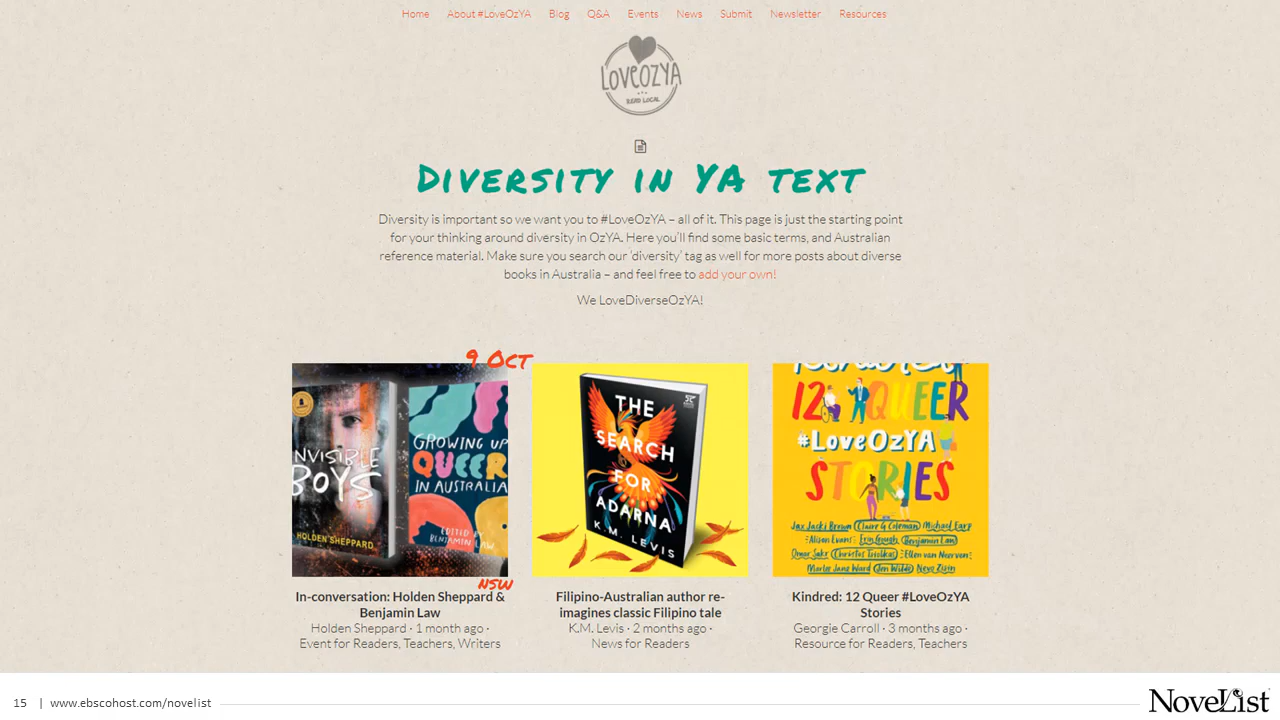 Home About #LoveOzYA Blog Q&A Events News Submit Newsletter Resources
LOVEOZYA
READ LOCAL
DIVERSITY IN YA TEXT
Diversity is important so we want you to #LoveOzYA – all of it. This page is just the starting point
for your thinking around diversity in OzYA. Here you'll find some basic terms, and Australian
reference material. Make sure you search our 'diversity' tag as well for more posts about diverse
books in Australia – and feel free to add your own!
We LoveDiverseOzYA!
9 OCT
NVISIBLE
BOYS
HOLDEN SHEPPARD
GROWING UP
QUEER
IN AUSTRALIA
EDITED BY
BENJAMIN LAW
NSW
In-conversation: Holden Sheppard &
Benjamin Law
Holden Sheppard · 1 month ago ·
Event for Readers, Teachers, Writers
THE
SEARCH
FOR
ADARNA
K.M. LEVIS
Filipino-Australian author re-
imagines classic Filipino tale
K.M. Levis · 2 months ago ·
News for Readers
12 QUEER
#LoveOzYA
STORIES
Jax Jacki Brown Claire G Coleman Michael Earp
Alison Evans Erin Gough Benjamin Law
Omar Sakr Christos Tsiolkas Ellen van Neerven
Marlee Jane Ward Jen Wilde Nevo Zisin
Kindred: 12 Queer #LoveOzYA
Stories
Georgie Carroll · 3 months ago ·
Resource for Readers, Teachers
15 | www.ebscohost.com/novelist
NOVELIST